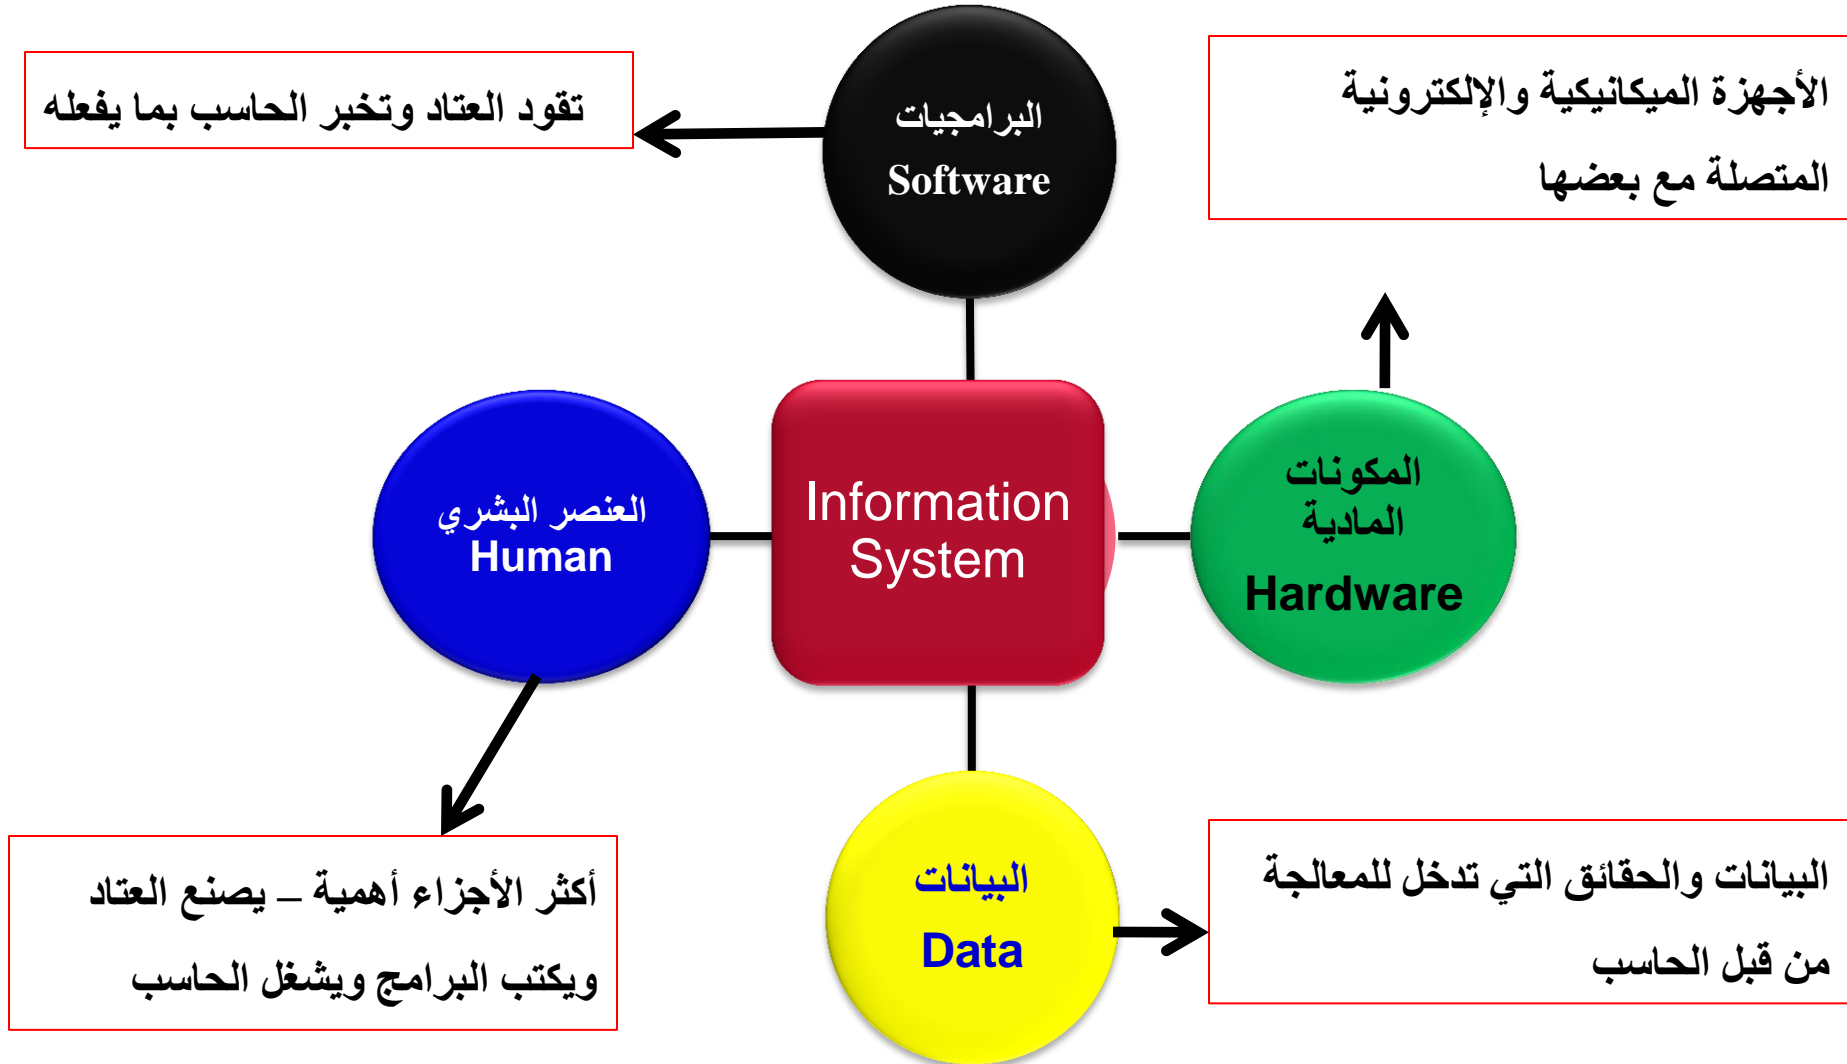 البرامجيات
Software
تقود العتاد وتخبر الحاسب بما يفعله
الأجهزة الميكانيكية والإلكترونية
المتصلة مع بعضها
المكونات
المادية
Hardware
Information
System
العنصر البشري
Human
البيانات
Data
البيانات والحقائق التي تدخل للمعالجة
من قبل الحاسب
أكثر الأجزاء أهمية – يصنع العتاد
ويكتب البرامج ويشغل الحاسب